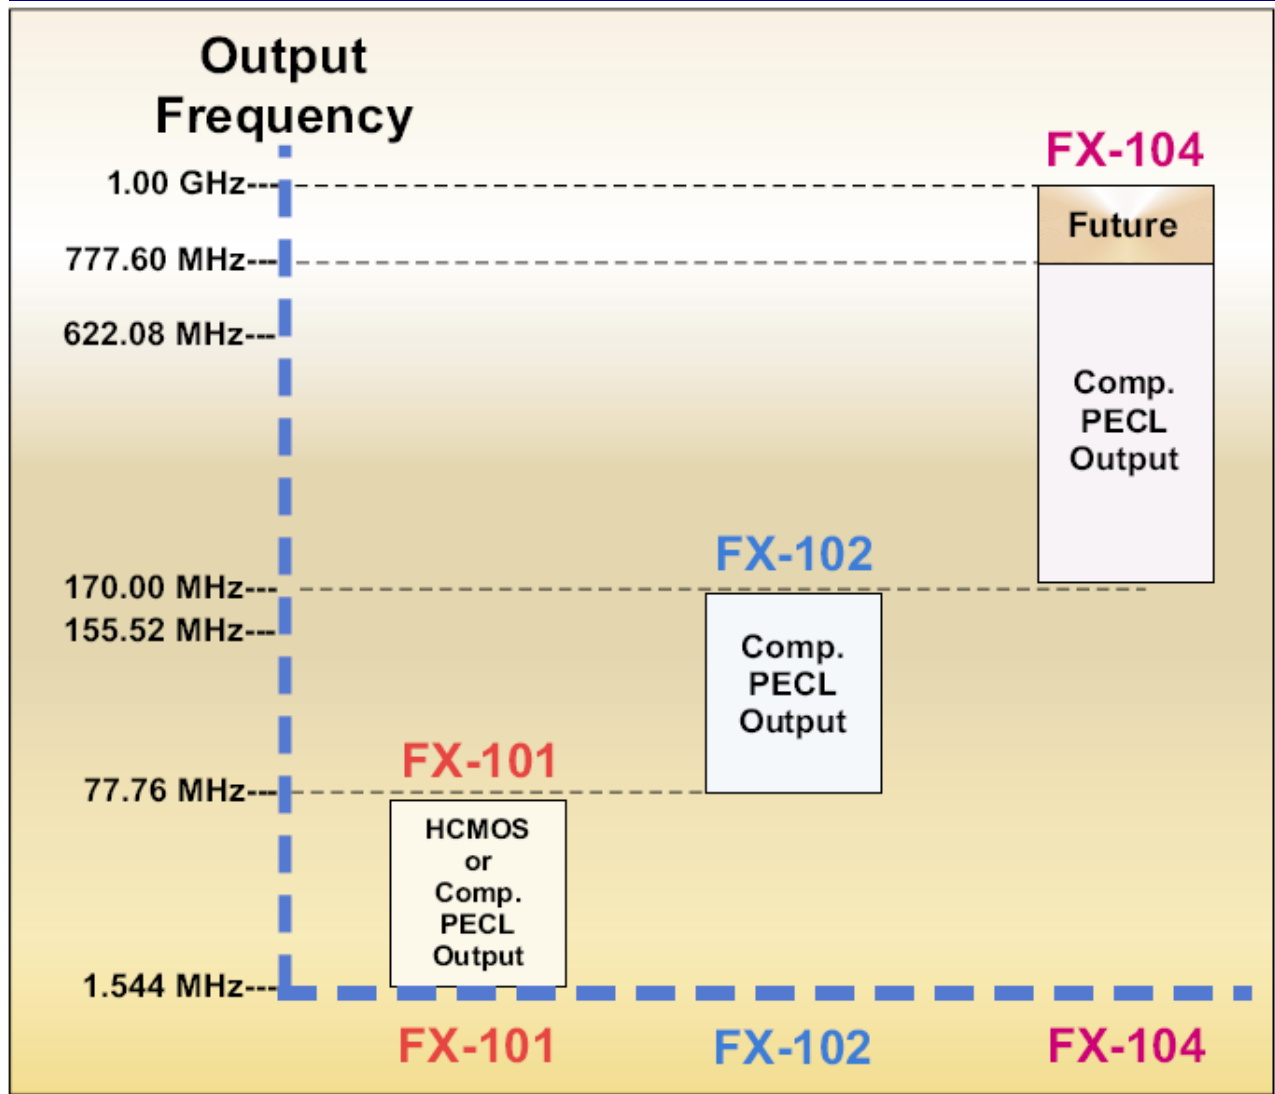 Output
Frequency
FX-104
1.00 GHz---
Future
777.60 MHz---
622.08 MHz---
Comp.
PECL
Output
FX-102
170.00 MHz---
155.52 MHz---
Comp.
PECL
Output
FX-101
77.76 MHz---
HCMOS
or
Comp.
PECL
Output
1.544 MHz---
FX-101
FX-102
FX-104